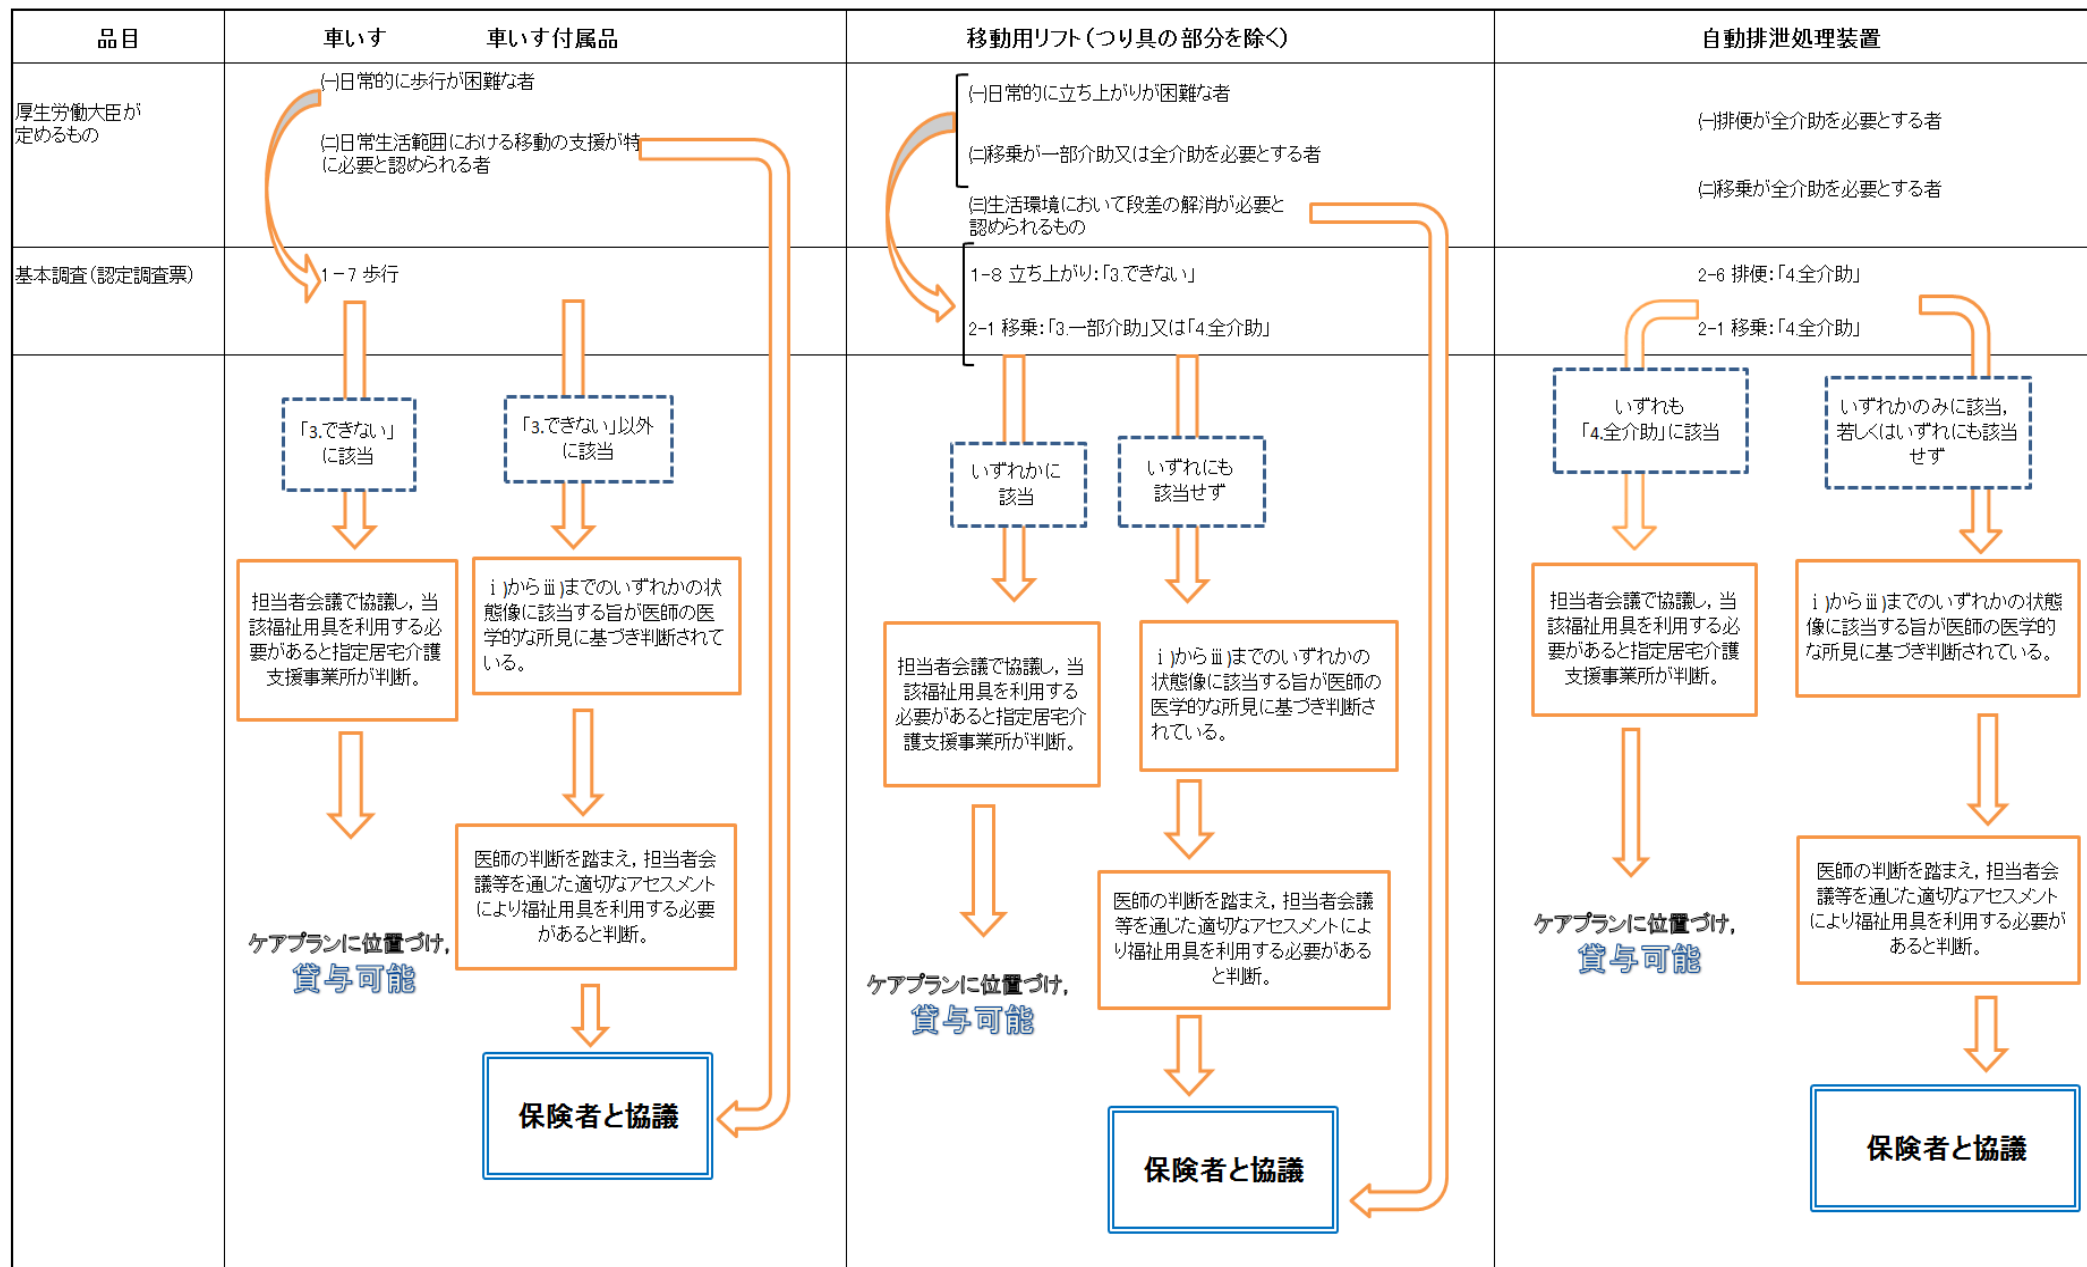 品目
車いす 車いす付属品
移動用リフト(つり具の部分を除く)
自動排泄処理装置
厚生労働大臣が
定めるもの
㈠日常的に歩行が困難な者
㈡日常生活範囲における移動の支援が特
に必要と認められる者
㈠日常的に立ち上がりが困難な者
㈡移乗が一部介助又は全介助を必要とする者
㈢生活環境において段差の解消が必要と
認められるもの
㈠排便が全介助を必要とする者
㈡移乗が全介助を必要とする者
基本調査(認定調査票)
1-7 歩行
1-8 立ち上がり:「3.できない」
2-1 移乗:「3.一部介助」又は「4.全介助」
2-6 排便:「4.全介助」
2-1 移乗:「4.全介助」
「3.できない」
に該当
「3.できない」以外
に該当
いずれかに
該当
いずれにも
該当せず
いずれも
「4.全介助」に該当
いずれかのみに該当,
若しくはいずれにも該当
せず
担当者会議で協議し,当
該福祉用具を利用する必
要があると指定居宅介護
支援事業所が判断。
ⅰ)からⅲ)までのいずれかの状
態像に該当する旨が医師の医
学的な所見に基づき判断されて
いる。
担当者会議で協議し,当
該福祉用具を利用する
必要があると指定居宅介
護支援事業所が判断。
ⅰ)からⅲ)までのいずれかの
状態像に該当する旨が医師の
医学的な所見に基づき判断さ
れている。
担当者会議で協議し,当
該福祉用具を利用する必
要があると指定居宅介護
支援事業所が判断。
ⅰ)からⅲ)までのいずれかの状態
像に該当する旨が医師の医学的
な所見に基づき判断されている。
医師の判断を踏まえ,担当者会
議等を通じた適切なアセスメント
により福祉用具を利用する必要
があると判断。
医師の判断を踏まえ,担当者会議
等を通じた適切なアセスメントによ
り福祉用具を利用する必要がある
と判断。
医師の判断を踏まえ,担当者会
議等を通じた適切なアセスメント
により福祉用具を利用する必要が
あると判断。
ケアプランに位置づけ,
貸与可能
ケアプランに位置づけ,
貸与可能
ケアプランに位置づけ,
貸与可能
保険者と協議
保険者と協議
保険者と協議